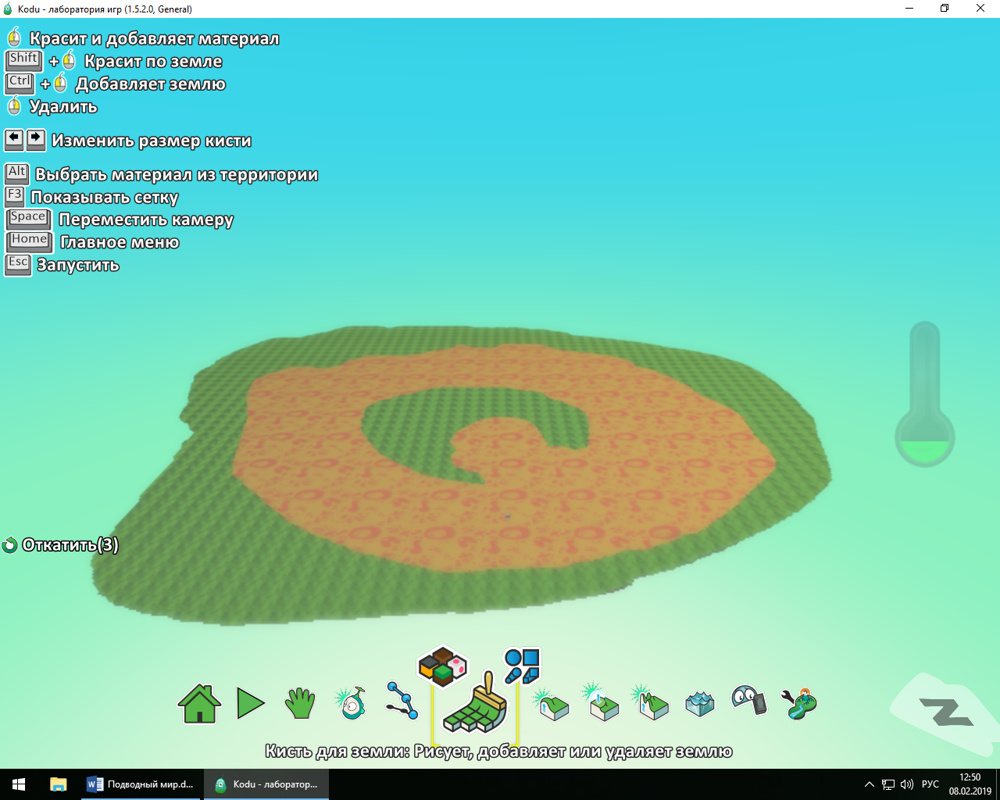 Kodu - лаборатория игр (1.5.2.0, General)
Красит и добавляет материал
Shift + Красит по земле
Ctrl + Добавляет землю
Удалить
Изменить размер кисти
Alt Выбрать материал из территории
F3 Показывать сетку
Space Переместить камеру
Home Главное меню
Esc Запустить
Откатить(3)
Кисть для земли: Рисует, добавляет или удаляет землю
Подводный мир.d...
Kodu - лаборатор...
РУС
12:50
08.02.2019